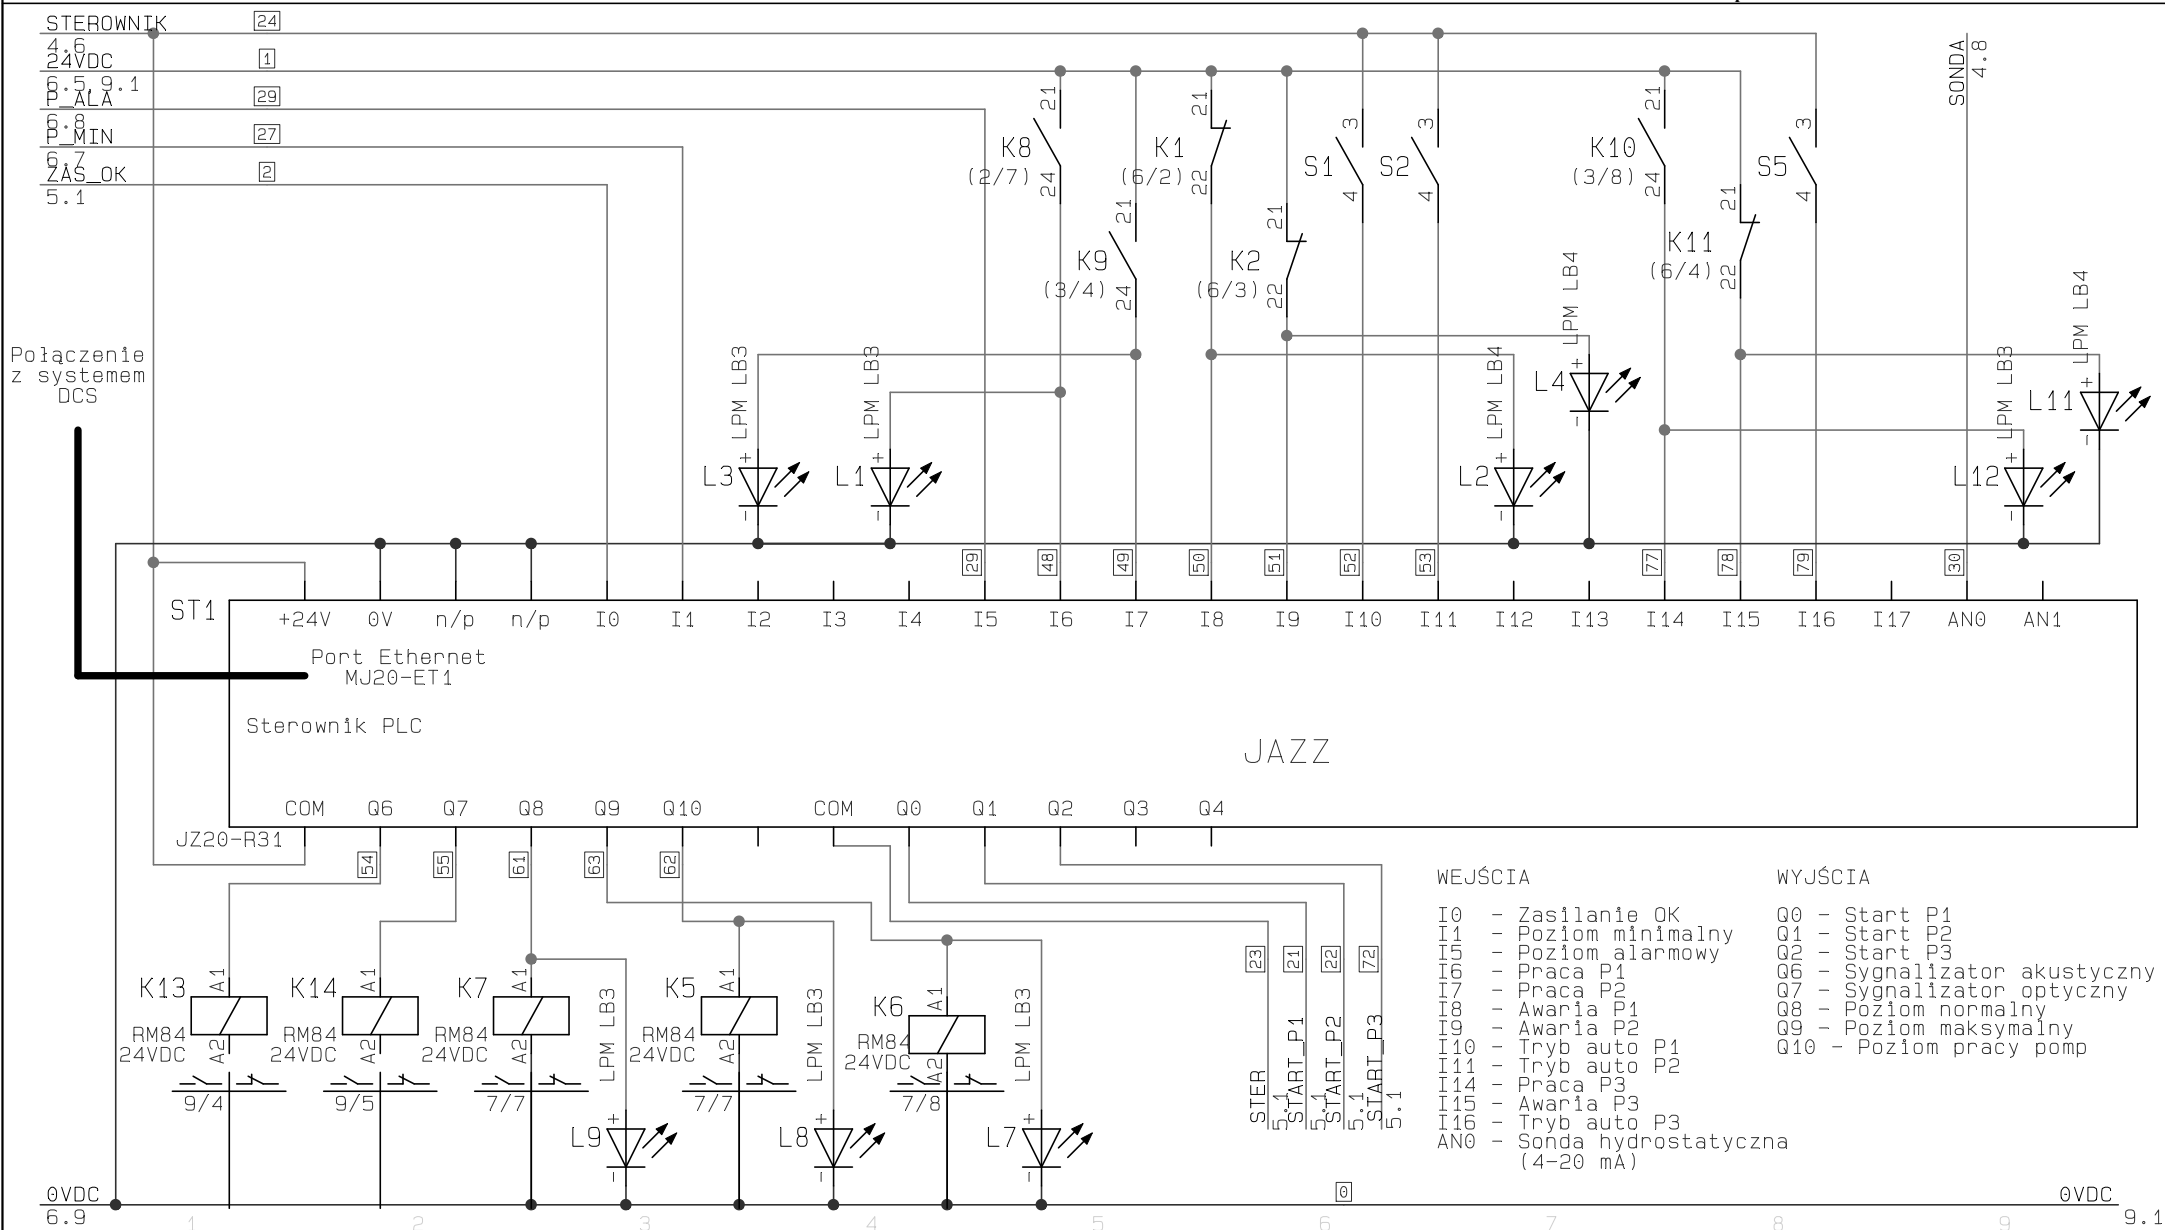 STEROWNIK 24
4.6
24VDC 1
6.5, 9.1
P_ALA 29
6.8
P_MIN 27
6.7
ZAS_OK 2
5.1
SONDA
4.8
K8
(2/7)
21
24
K9
(3/4)
21
24
K1
(6/2)
21
22
K2
(6/3)
21
22
S1
3
4
S2
3
4
K10
(3/8)
21
24
K11
(6/4)
21
22
S5
3
4
Połączenie
z systemem
DCS
LPM LB3
L3
+
-
LPM LB3
L1
+
-
LPM LB4
L2
+
-
LPM LB4
L4
+
-
LPM LB3
L12
+
-
LPM LB4
L11
+
-
29 48 49 50 51 52 53 77 78 79 30
ST1
+24V 0V n/p n/p I0 I1 I2 I3 I4 I5 I6 I7 I8 I9 I10 I11 I12 I13 I14 I15 I16 I17 AN0 AN1
Port Ethernet
MJ20-ET1
Sterownik PLC
JAZZ
COM Q6 Q7 Q8 Q9 Q10 COM Q0 Q1 Q2 Q3 Q4
JZ20-R31
54 55 61 63 62
K13
A1
RM84
24VDC
A2
9/4
K14
A1
RM84
24VDC
A2
9/5
K7
A1
RM84
24VDC
A2
7/7
LPM LB3
L9
+
-
K5
A1
RM84
24VDC
A2
7/7
LPM LB3
L8
+
-
K6
A1
RM84
24VDC
A2
7/8
LPM LB3
L7
+
-
23 21 22 72
STER
5.1
START_P1
5.1
START_P2
5.1
START_P3
5.1
WEJŚCIA
I0 - Zasilanie OK
I1 - Poziom minimalny
I5 - Poziom alarmowy
I6 - Praca P1
I7 - Praca P2
I8 - Awaria P1
I9 - Awaria P2
I10 - Tryb auto P1
I11 - Tryb auto P2
I14 - Praca P3
I15 - Awaria P3
I16 - Tryb auto P3
AN0 - Sonda hydrostatyczna
(4-20 mA)
WYJŚCIA
Q0 - Start P1
Q1 - Start P2
Q2 - Start P3
Q6 - Sygnalizator akustyczny
Q7 - Sygnalizator optyczny
Q8 - Poziom normalny
Q9 - Poziom maksymalny
Q10 - Poziom pracy pomp
0VDC 0 0VDC
6.9 9.1
1 2 3 4 5 6 7 8 9